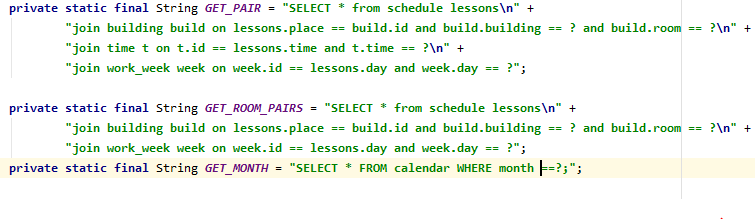 private static final String GET_PAIR = "SELECT * from schedule lessons\n" +
"join building build on lessons.place == build.id and build.building == ? and build.room == ?\n" +
"join time t on t.id == lessons.time and t.time == ?\n" +
"join work_week week on week.id == lessons.day and week.day == ?";
private static final String GET_ROOM_PAIRS = "SELECT * from schedule lessons\n" +
"join building build on lessons.place == build.id and build.building == ? and build.room == ?\n" +
"join work_week week on week.id == lessons.day and week.day == ?";
private static final String GET_MONTH = "SELECT * FROM calendar WHERE month ==?;";